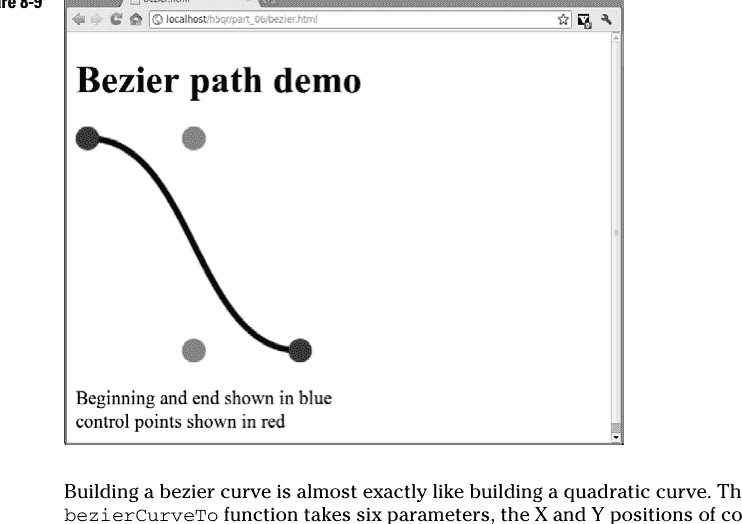 re 8-9
bezier.html
localhost/h5qr/part_06/bezier.html
Bezier path demo
Beginning and end shown in blue
control points shown in red
Building a bezier curve is almost exactly like building a quadratic curve. Th
bezierCurveTo function takes six parameters, the X and Y positions of co